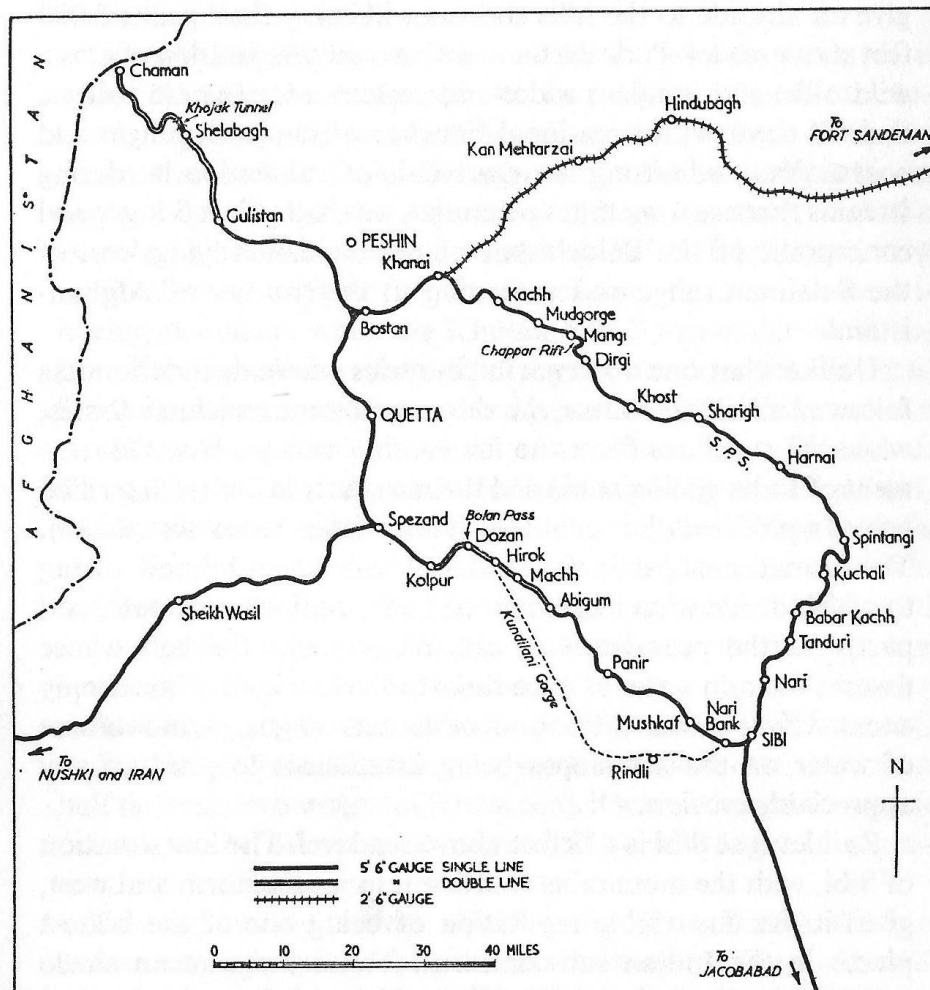 Chaman
Khojak Tunnel
Shelabagh
Gulistan
AFGHANISTAN
PESHIN
Hindubagh
Kan Mehtarzai
To
FORT SANDEMAN
Khanai
Kachh
Bostan
Mudgorge
Mangi
Chappar Rift
Dirgi
QUETTA
Khost
Sharigh
S.P.S.
Harnai
Bolan Pass
Spezand
Dozan
Hirok
Spintangi
Kolpur
Machh
Kuchali
Abigum
Sheikh Wasil
Babar Kachh
Kundilani Gorge
Tanduri
Panir
Nari
Nari
Bank
Mushkaf
SIBI
To
NUSHKI and IRAN
Rindli
N
5' 6" GAUGE SINGLE LINE
DOUBLE LINE
2' 6" GAUGE
0 10 20 30 40 MILES
To
JACOBABAD